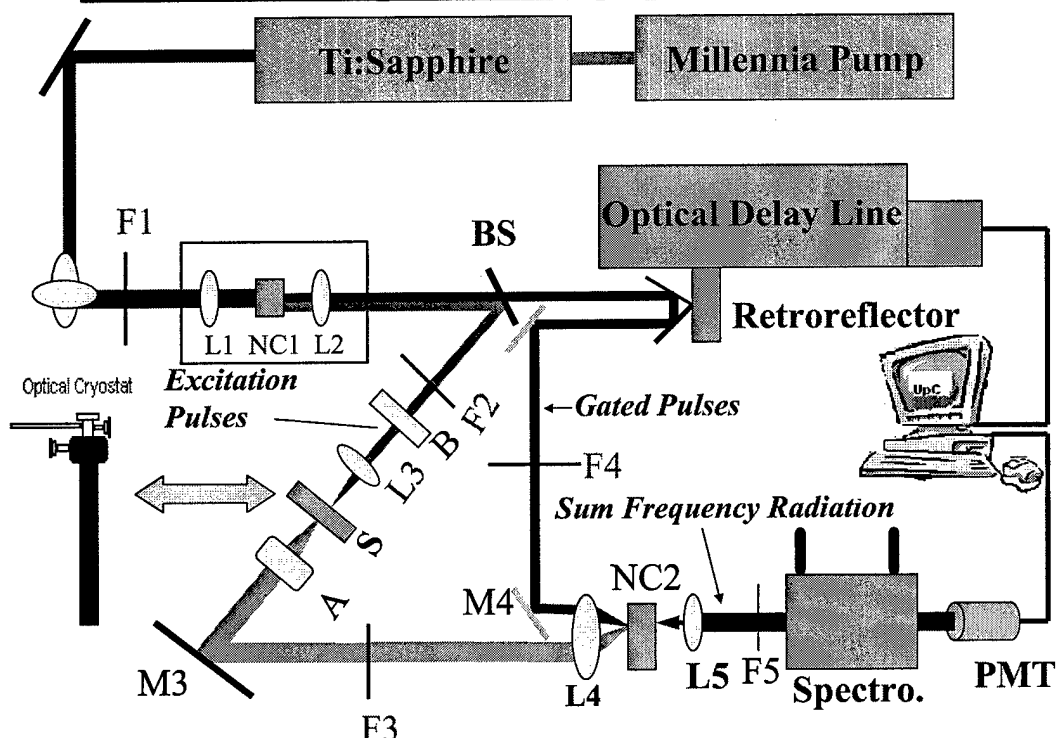 Ti:Sapphire
Millennia Pump
Optical Delay Line
F1
BS
Retroreflector
L1
NC1
L2
Optical Cryostat
Excitation
Pulses
F2
B
L3
Gated Pulses
UpC
F4
S
Sum Frequency Radiation
A
M4
NC2
M3
L4
L5
F5
Spectro.
PMT
F3